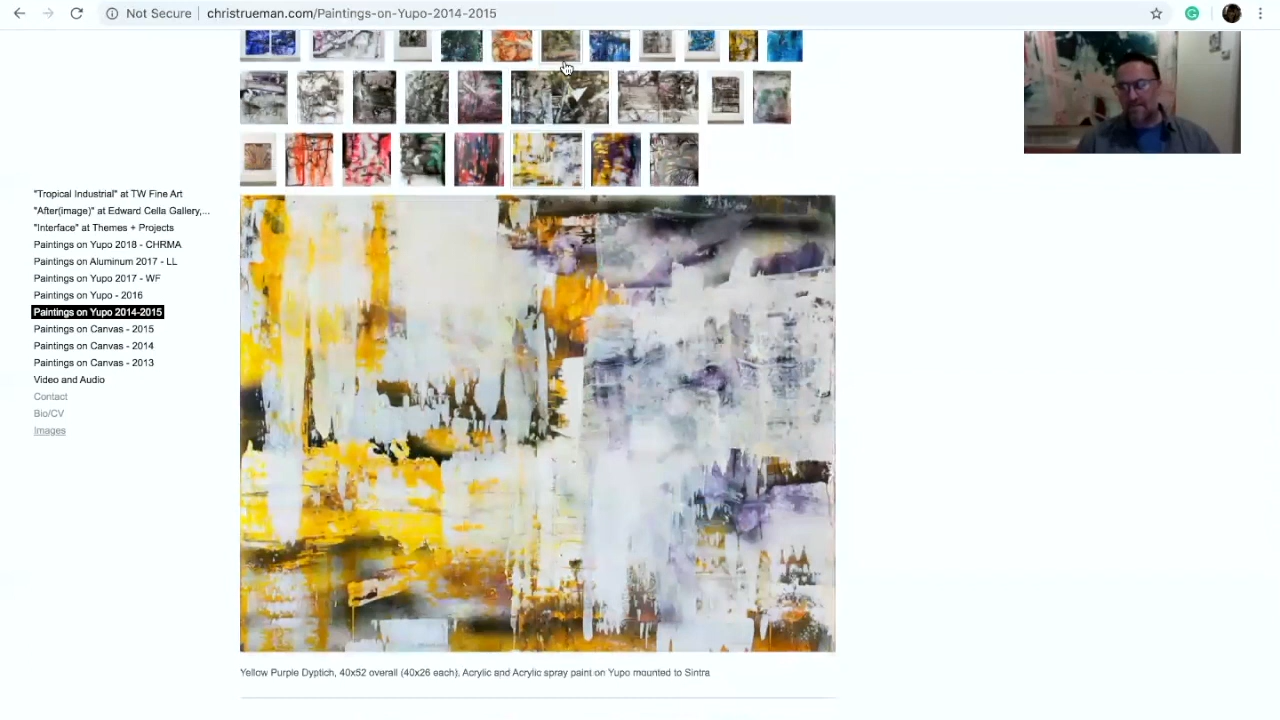 Not Secure
christrueman.com/Paintings-on-Yupo-2014-2015
"Tropical Industrial" at TW Fine Art
"After(image)" at Edward Cella Gallery,...
"Interface" at Themes + Projects
Paintings on Yupo 2018 - CHRMA
Paintings on Aluminum 2017 - LL
Paintings on Yupo 2017 - WF
Paintings on Yupo - 2016
Paintings on Yupo 2014-2015
Paintings on Canvas - 2015
Paintings on Canvas - 2014
Paintings on Canvas - 2013
Video and Audio
Contact
Bio/CV
Images
Yellow Purple Dyptich, 40x52 overall (40x26 each), Acrylic and Acrylic spray paint on Yupo mounted to Sintra